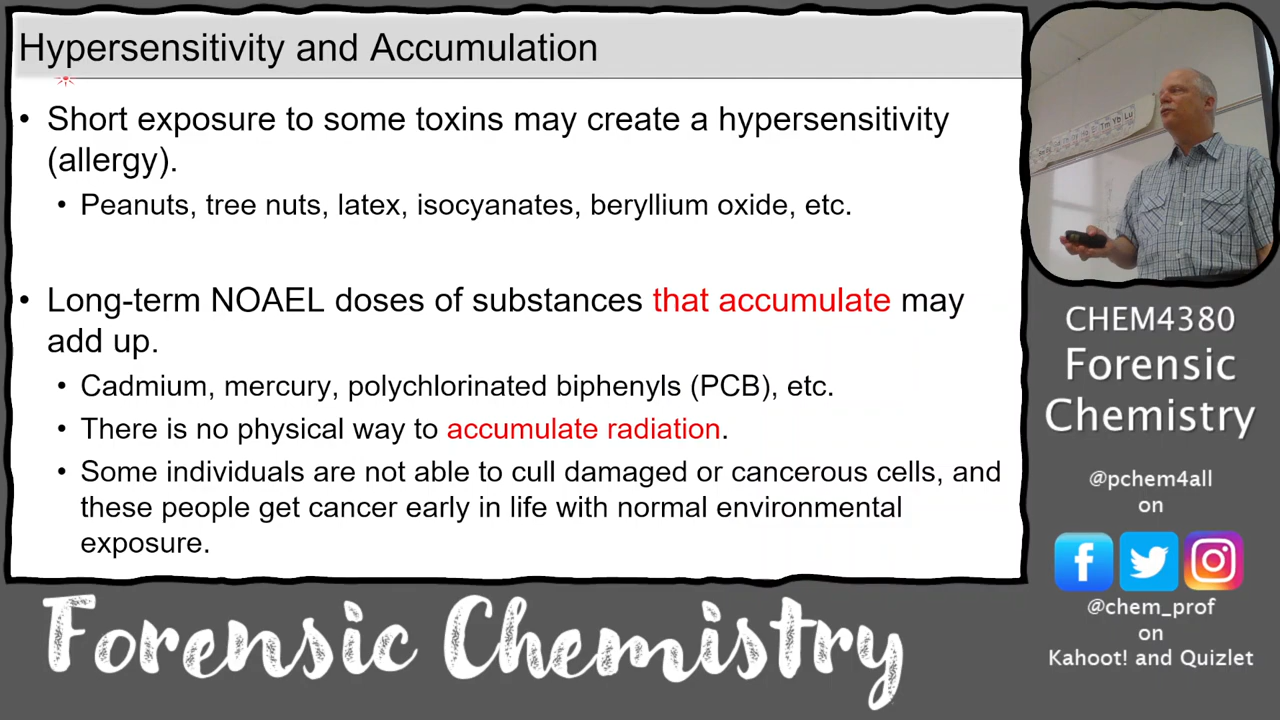 Hypersensitivity and Accumulation
• Short exposure to some toxins may create a hypersensitivity
(allergy).
• Peanuts, tree nuts, latex, isocyanates, beryllium oxide, etc.
• Long-term NOAEL doses of substances that accumulate may
add up.
• Cadmium, mercury, polychlorinated biphenyls (PCB), etc.
• There is no physical way to accumulate radiation.
• Some individuals are not able to cull damaged or cancerous cells, and
these people get cancer early in life with normal environmental
exposure.
Tm Yb Lu
CHEM4380
Forensic
Chemistry
@pchem4all
on
@chem_prof
on
Kahoot! and Quizlet
Forensic Chemistry